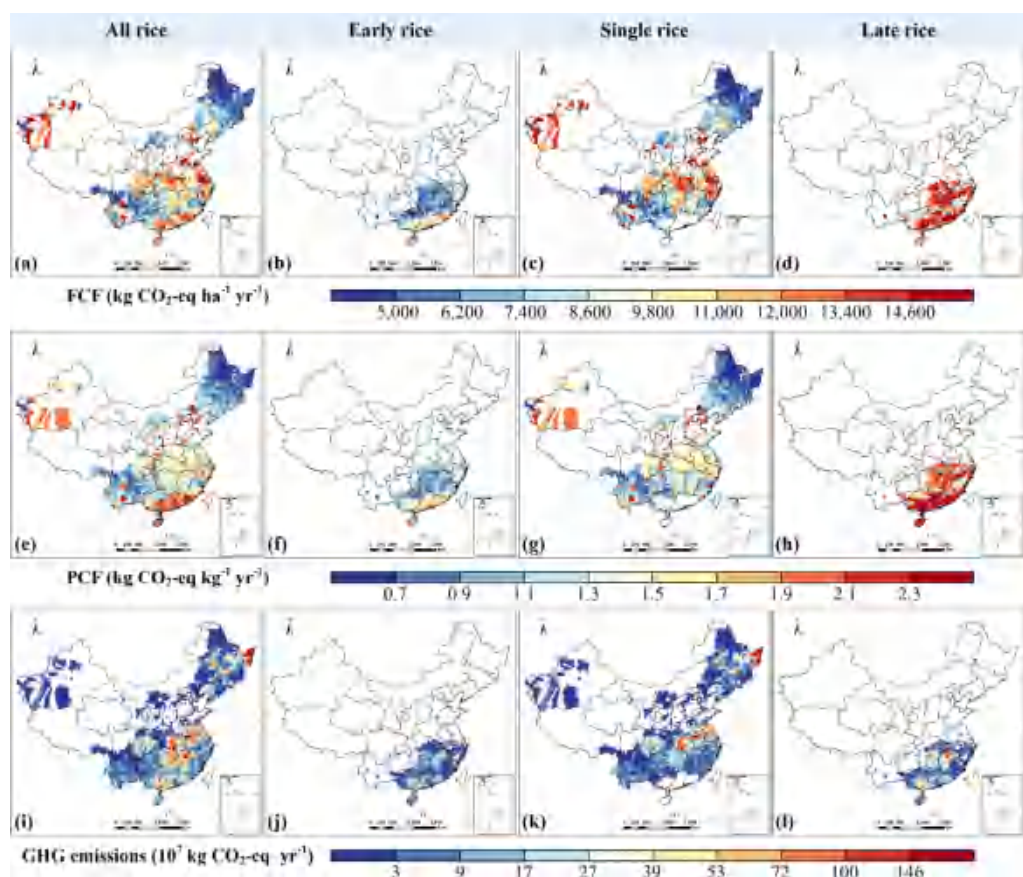 All rice Early rice Single rice Late rice
(a) (b) (c) (d)
FCF (kg CO₂-eq ha⁻¹ yr⁻¹)
5,000 6,200 7,400 8,600 9,800 11,000 12,000 13,400 14,600
(e) (f) (g) (h)
PCF (kg CO₂-eq kg⁻¹ yr⁻¹)
0.7 0.9 1.1 1.3 1.5 1.7 1.9 2.1 2.3
(i) (j) (k) (l)
GHG emissions (10⁷ kg CO₂-eq yr⁻¹)
3 9 17 27 39 53 72 100 146